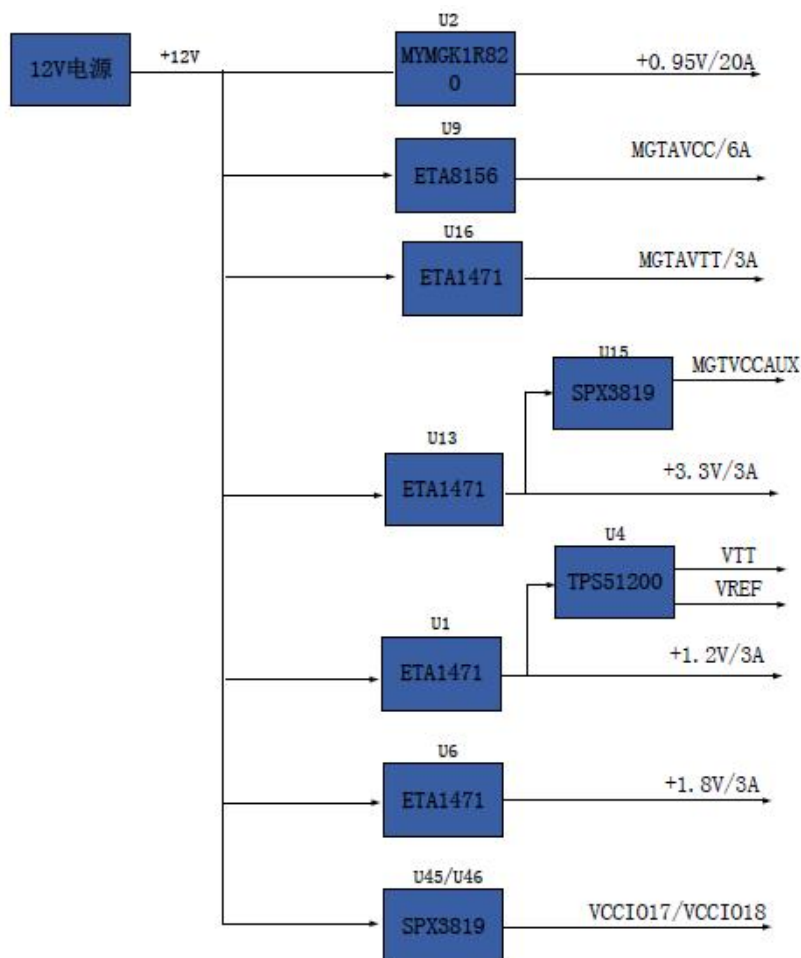 U2
12V电源
+12V
MYMGK1R82
0
+0.95V/20A
U9
ETA8156
MGTAVCC/6A
U16
ETA1471
MGTAVTT/3A
U15
SPX3819
MGTVCCAUX
U13
ETA1471
+3.3V/3A
U4
TPS51200
VTT
VREF
U1
ETA1471
+1.2V/3A
U6
ETA1471
+1.8V/3A
U45/U46
SPX3819
VCCIO17/VCCIO18